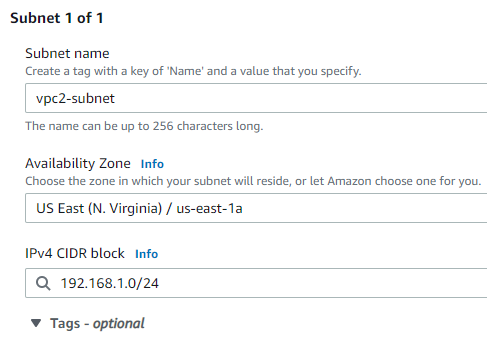 Subnet 1 of 1
Subnet name
Create a tag with a key of 'Name' and a value that you specify.
vpc2-subnet
The name can be up to 256 characters long.
Availability Zone Info
Choose the zone in which your subnet will reside, or let Amazon choose one for you.
US East (N. Virginia) / us-east-1a
IPv4 CIDR block Info
192.168.1.0/24
Tags - optional